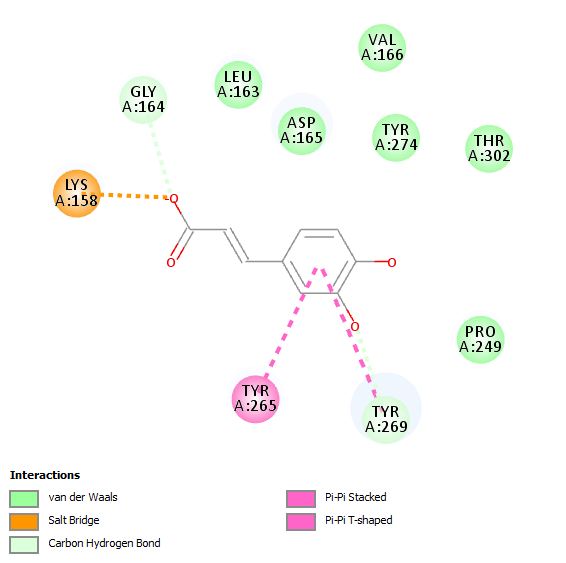 VAL
A:166
LEU
A:163
GLY
A:164
ASP
A:165
TYR
A:274
THR
A:302
LYS
A:158
-O
O
O
O
PRO
A:249
TYR
A:265
TYR
A:269
Interactions
van der Waals
Salt Bridge
Carbon Hydrogen Bond
Pi-Pi Stacked
Pi-Pi T-shaped